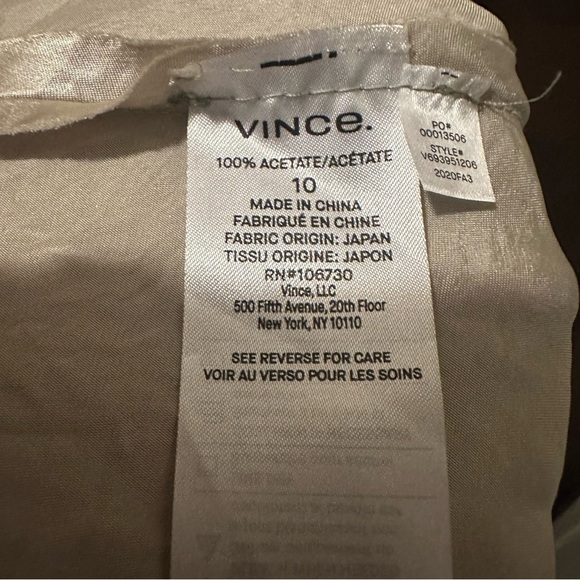 VINCe.
100% ACETATE/ACÉTATE
10
MADE IN CHINA
FABRIQUÉ EN CHINE
FABRIC ORIGIN: JAPAN
TISSU ORIGINE: JAPON
RN#106730
Vince, LLC
500 Fifth Avenue, 20th Floor
New York, NY 10110
SEE REVERSE FOR CARE
VOIR AU VERSO POUR LES SOINS
PO#
00013506
STYLE#
V693951206
2020FA3